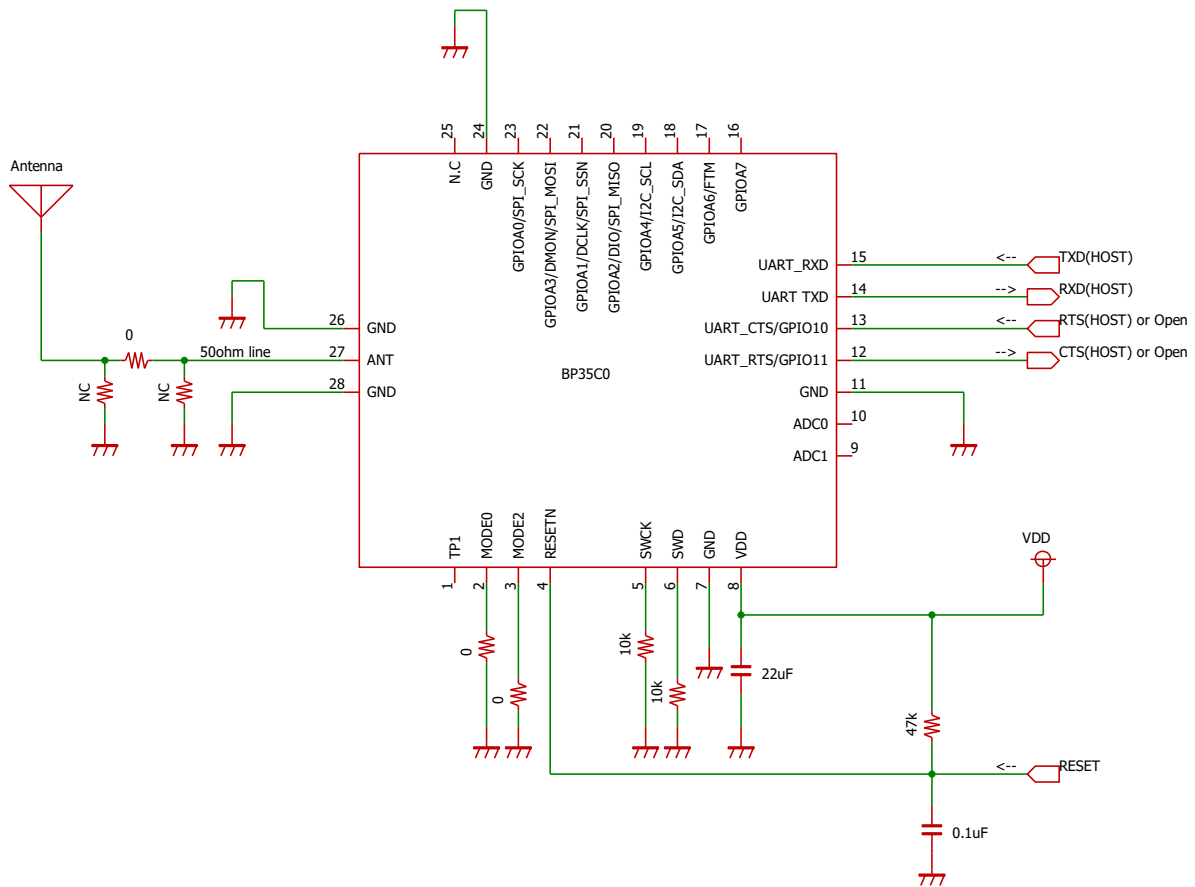 25
24
23
22
21
20
19
18
17
16
N.C
GND
GPIOA0/SPI_SCK
GPIOA3/DMON/SPI_MOSI
GPIOA1/DCLK/SPI_SSN
GPIOA2/DIO/SPI_MISO
GPIOA4/I2C_SCL
GPIOA5/I2C_SDA
GPIOA6/FTM
GPIOA7
Antenna
UART_RXD 15 <-- TXD(HOST)
UART TXD 14 --> RXD(HOST)
26 GND
UART_CTS/GPIO10 13 <-- RTS(HOST) or Open
0
50ohm line 27 ANT
UART_RTS/GPIO11 12 --> CTS(HOST) or Open
BP35C0
NC
NC
28 GND
GND 11
ADC0 10
ADC1 9
TP1
MODE0
MODE2
RESETN
SWCK
SWD
GND
VDD
1
2
3
4
5
6
7
8
VDD
0
0
10k
10k
22uF
47k
<-- RESET
0.1uF